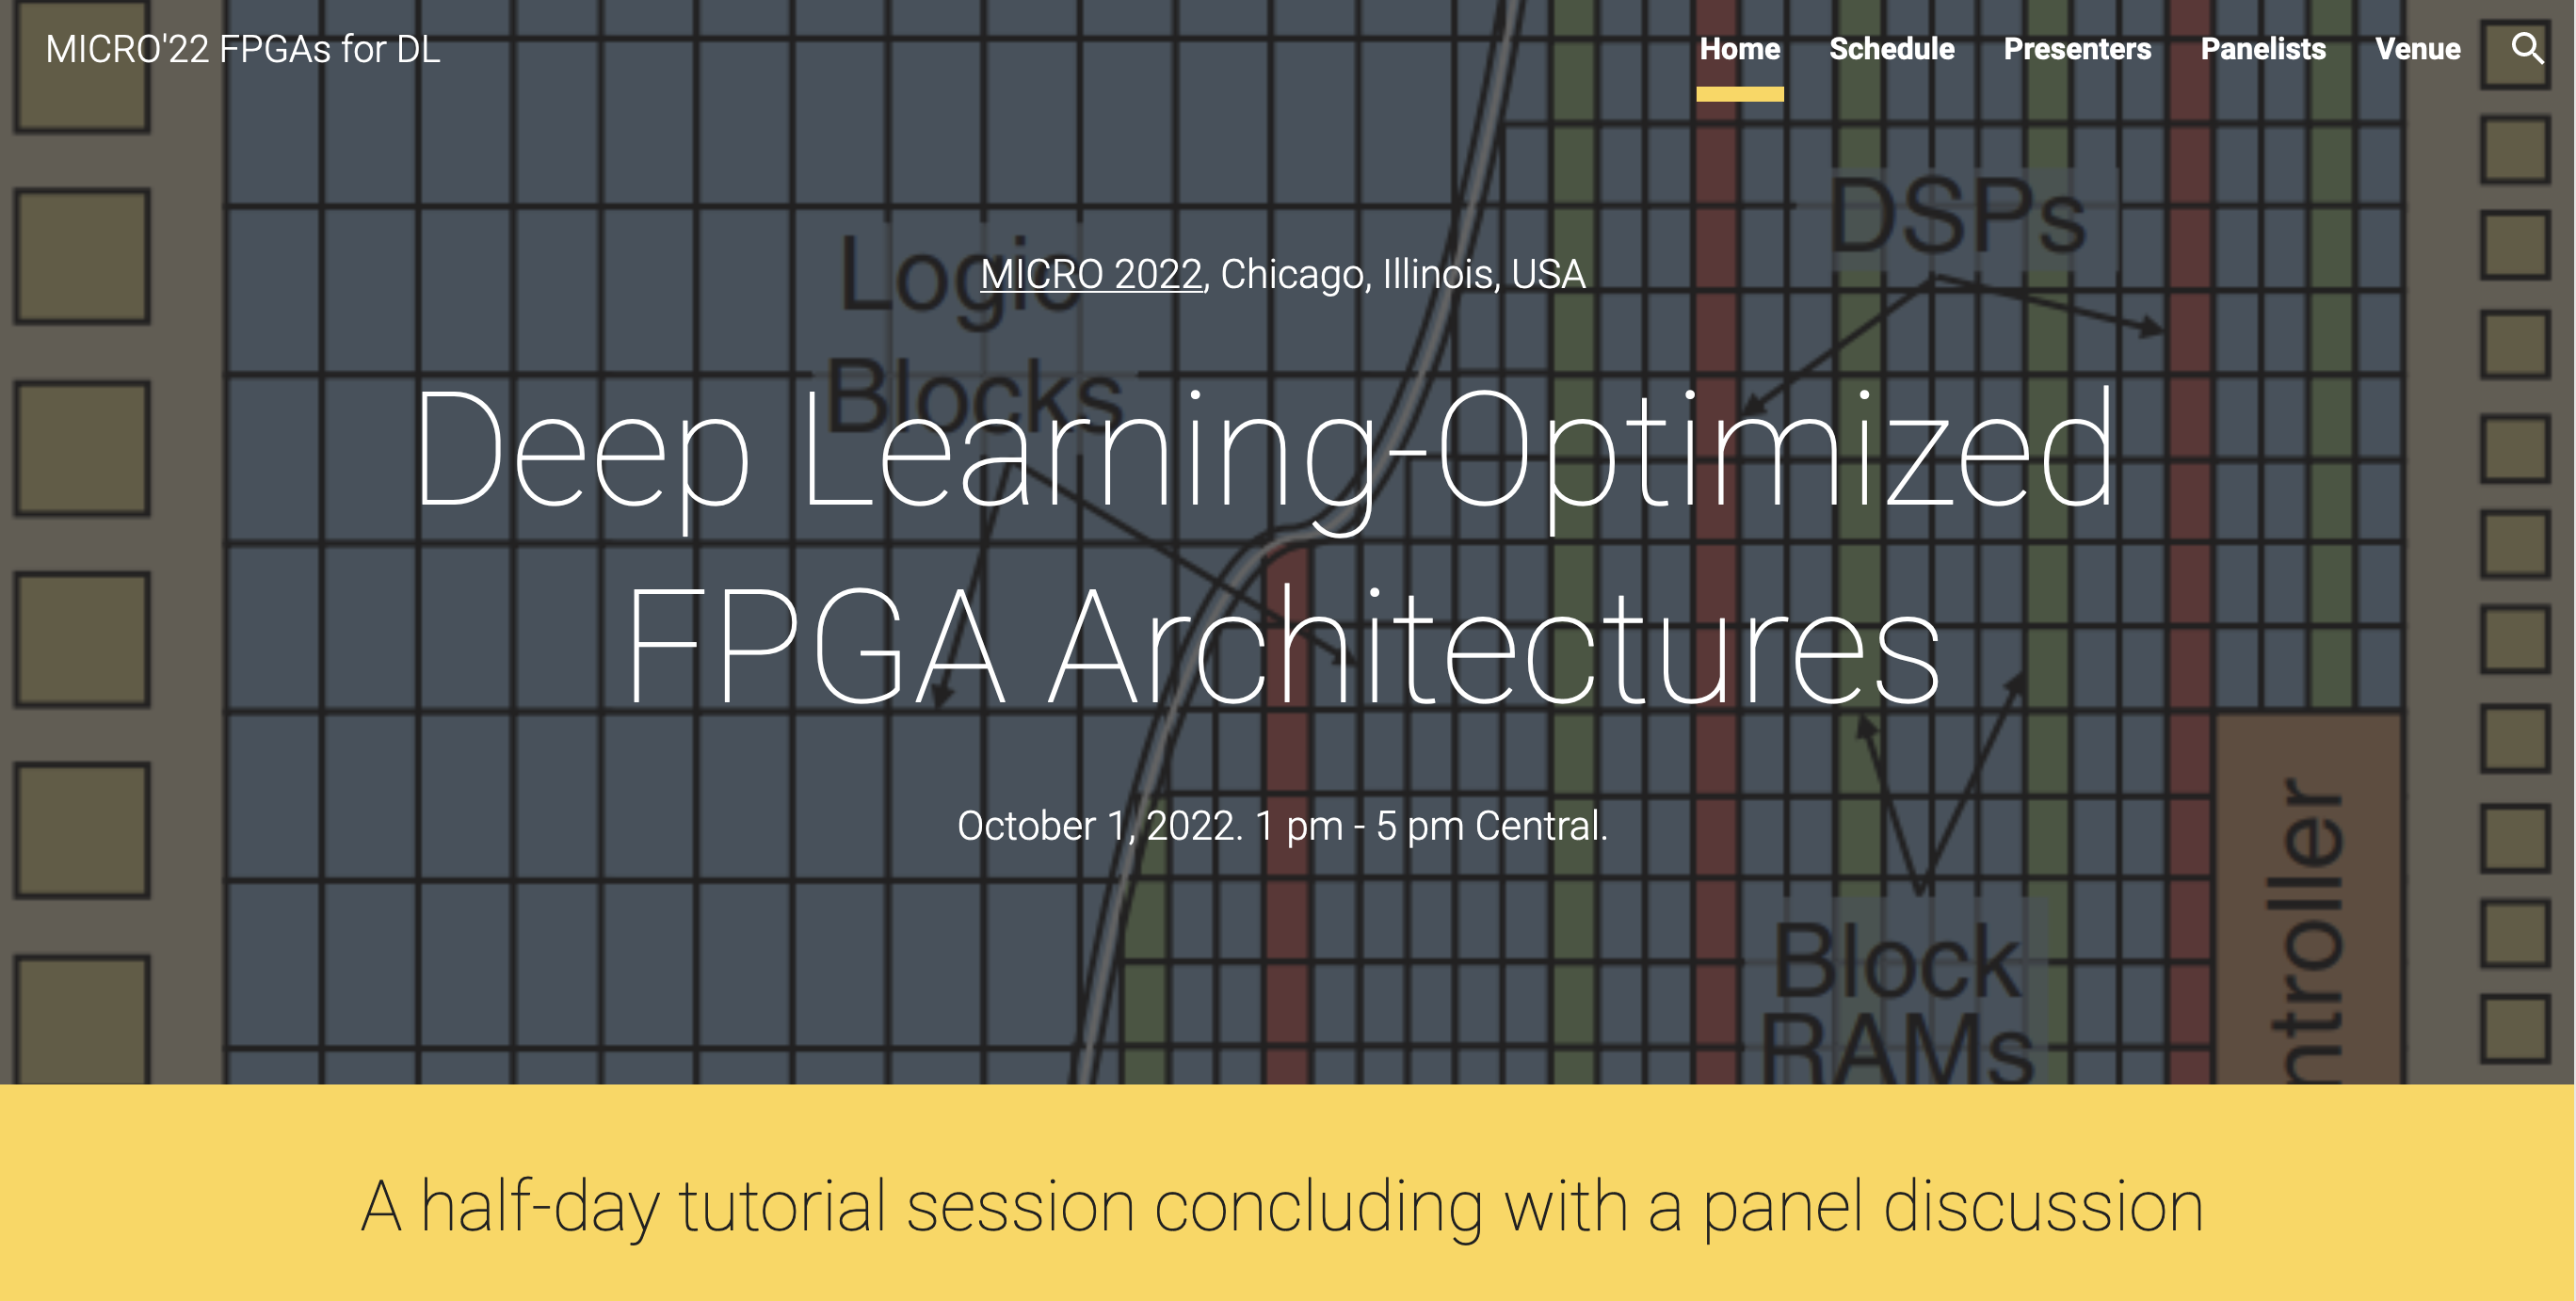 MICRO'22 FPGAs for DL
Home Schedule Presenters Panelists Venue
DSPs
Logic
Blocks
MICRO 2022, Chicago, Illinois, USA
Deep Learning-Optimized
FPGA Architectures
October 1, 2022. 1 pm - 5 pm Central.
Block
RAMs
ntroller
A half-day tutorial session concluding with a panel discussion